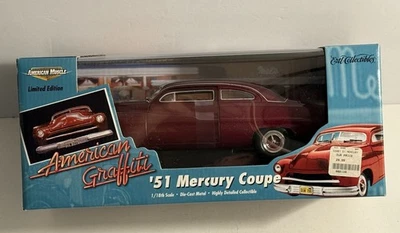 AMERICAN MUSCLE
Limited Edition
Ertl Collectibles
Me
American
Graffiti
'51 Mercury Coupe
1/18th Scale • Die-Cast Metal • Highly Detailed Collectible